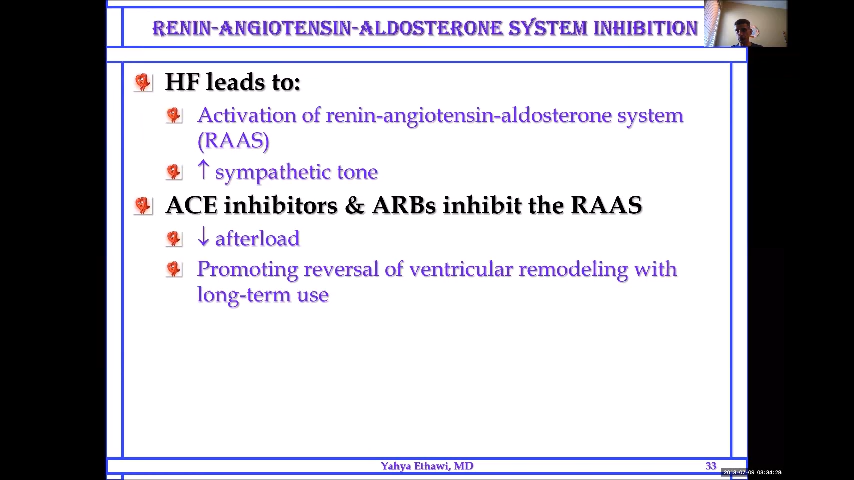 RENIN-ANGIOTENSIN-ALDOSTERONE SYSTEM INHIBITION
HF leads to:
Activation of renin-angiotensin-aldosterone system
(RAAS)
↑ sympathetic tone
ACE inhibitors & ARBs inhibit the RAAS
↓ afterload
Promoting reversal of ventricular remodeling with
long-term use
Yahya Ethawi, MD
33